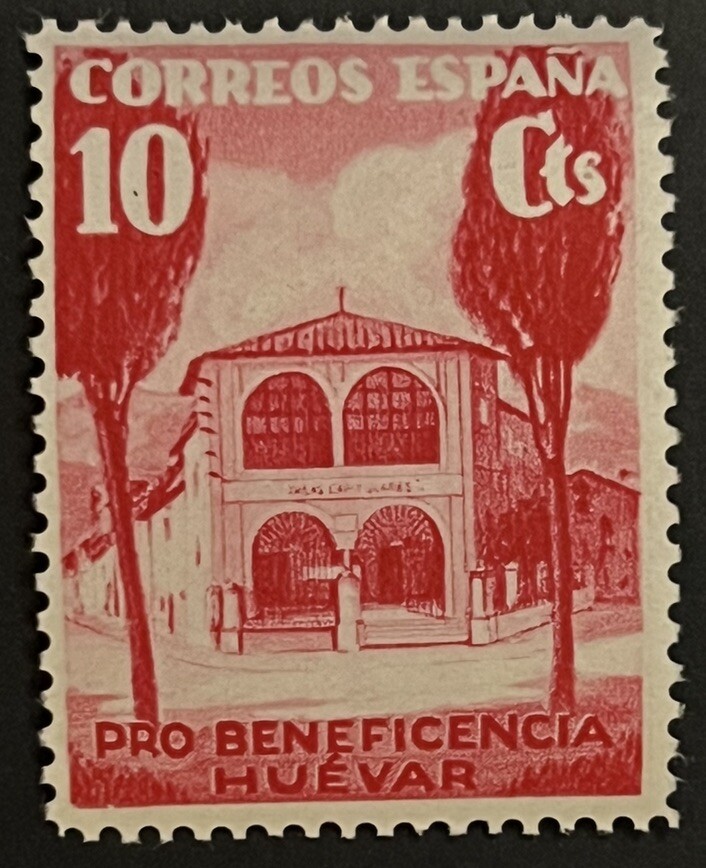 CORREOS ESPAÑA
10 Cts
PRO BENEFICENCIA
HUÉVAR